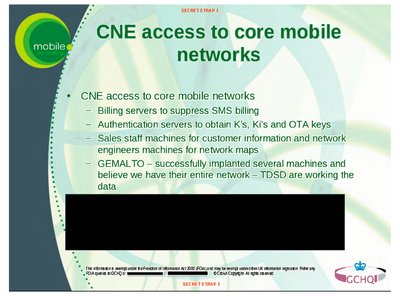 SECRET STRAP 1
CNE access to core mobile
networks
mobile
• CNE access to core mobile networks
– Billing servers to suppress SMS billing
– Authentication servers to obtain K's, Ki's and OTA keys
– Sales staff machines for customer information and network
engineers machines for network maps
– GEMALTO – successfully implanted several machines and
believe we have their entire network – TDSD are working the
data
This information is exempt under the Freedom of Information Act 2000 (FOIA) and may be exempt under other UK information legislation. Refer any
FOIA queries to GCHQ
© Crown Copyright. All rights reserved.
GCHQ
SECRET STRAP 1